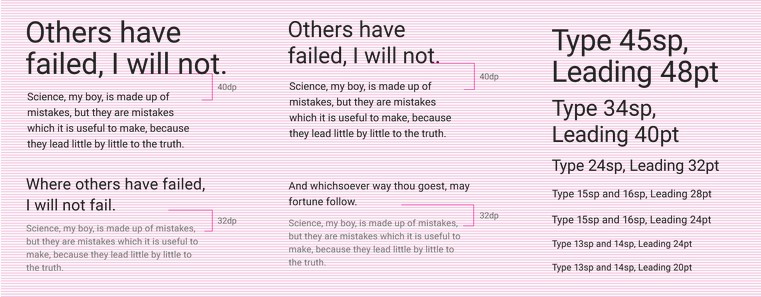 Others have
failed, I will not.
40dp
Science, my boy, is made up of
mistakes, but they are mistakes
which it is useful to make, because
they lead little by little to the truth.
Where others have failed,
I will not fail.
32dp
Science, my boy, is made up of mistakes,
but they are mistakes which it is useful to
make, because they lead little by little to
the truth.
Others have
failed, I will not.
40dp
Science, my boy, is made up of
mistakes, but they are mistakes
which it is useful to make, because
they lead little by little to the truth.
And whichsoever way thou goest, may
fortune follow.
32dp
Science, my boy, is made up of mistakes,
but they are mistakes which it is useful to
make, because they lead little by little to
the truth.
Type 45sp,
Leading 48pt
Type 34sp,
Leading 40pt
Type 24sp, Leading 32pt
Type 15sp and 16sp, Leading 28pt
Type 15sp and 16sp, Leading 24pt
Type 13sp and 14sp, Leading 24pt
Type 13sp and 14sp, Leading 20pt